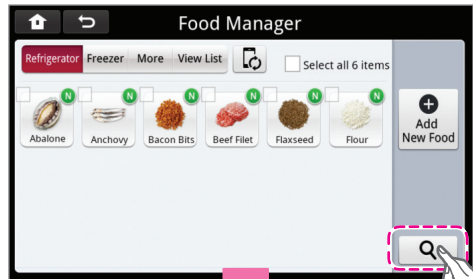 Food Manager
Refrigerator Freezer More View List Select all 6 items
N N N N N N
Abalone Anchovy Bacon Bits Beef Filet Flaxseed Flour
Add
New Food